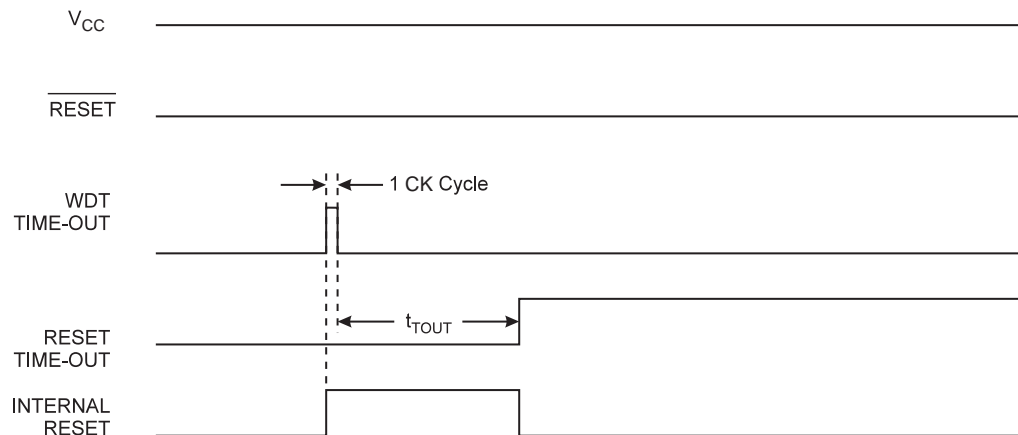 VCC
RESET
1 CK Cycle
WDT
TIME-OUT
tTOUT
RESET
TIME-OUT
INTERNAL
RESET